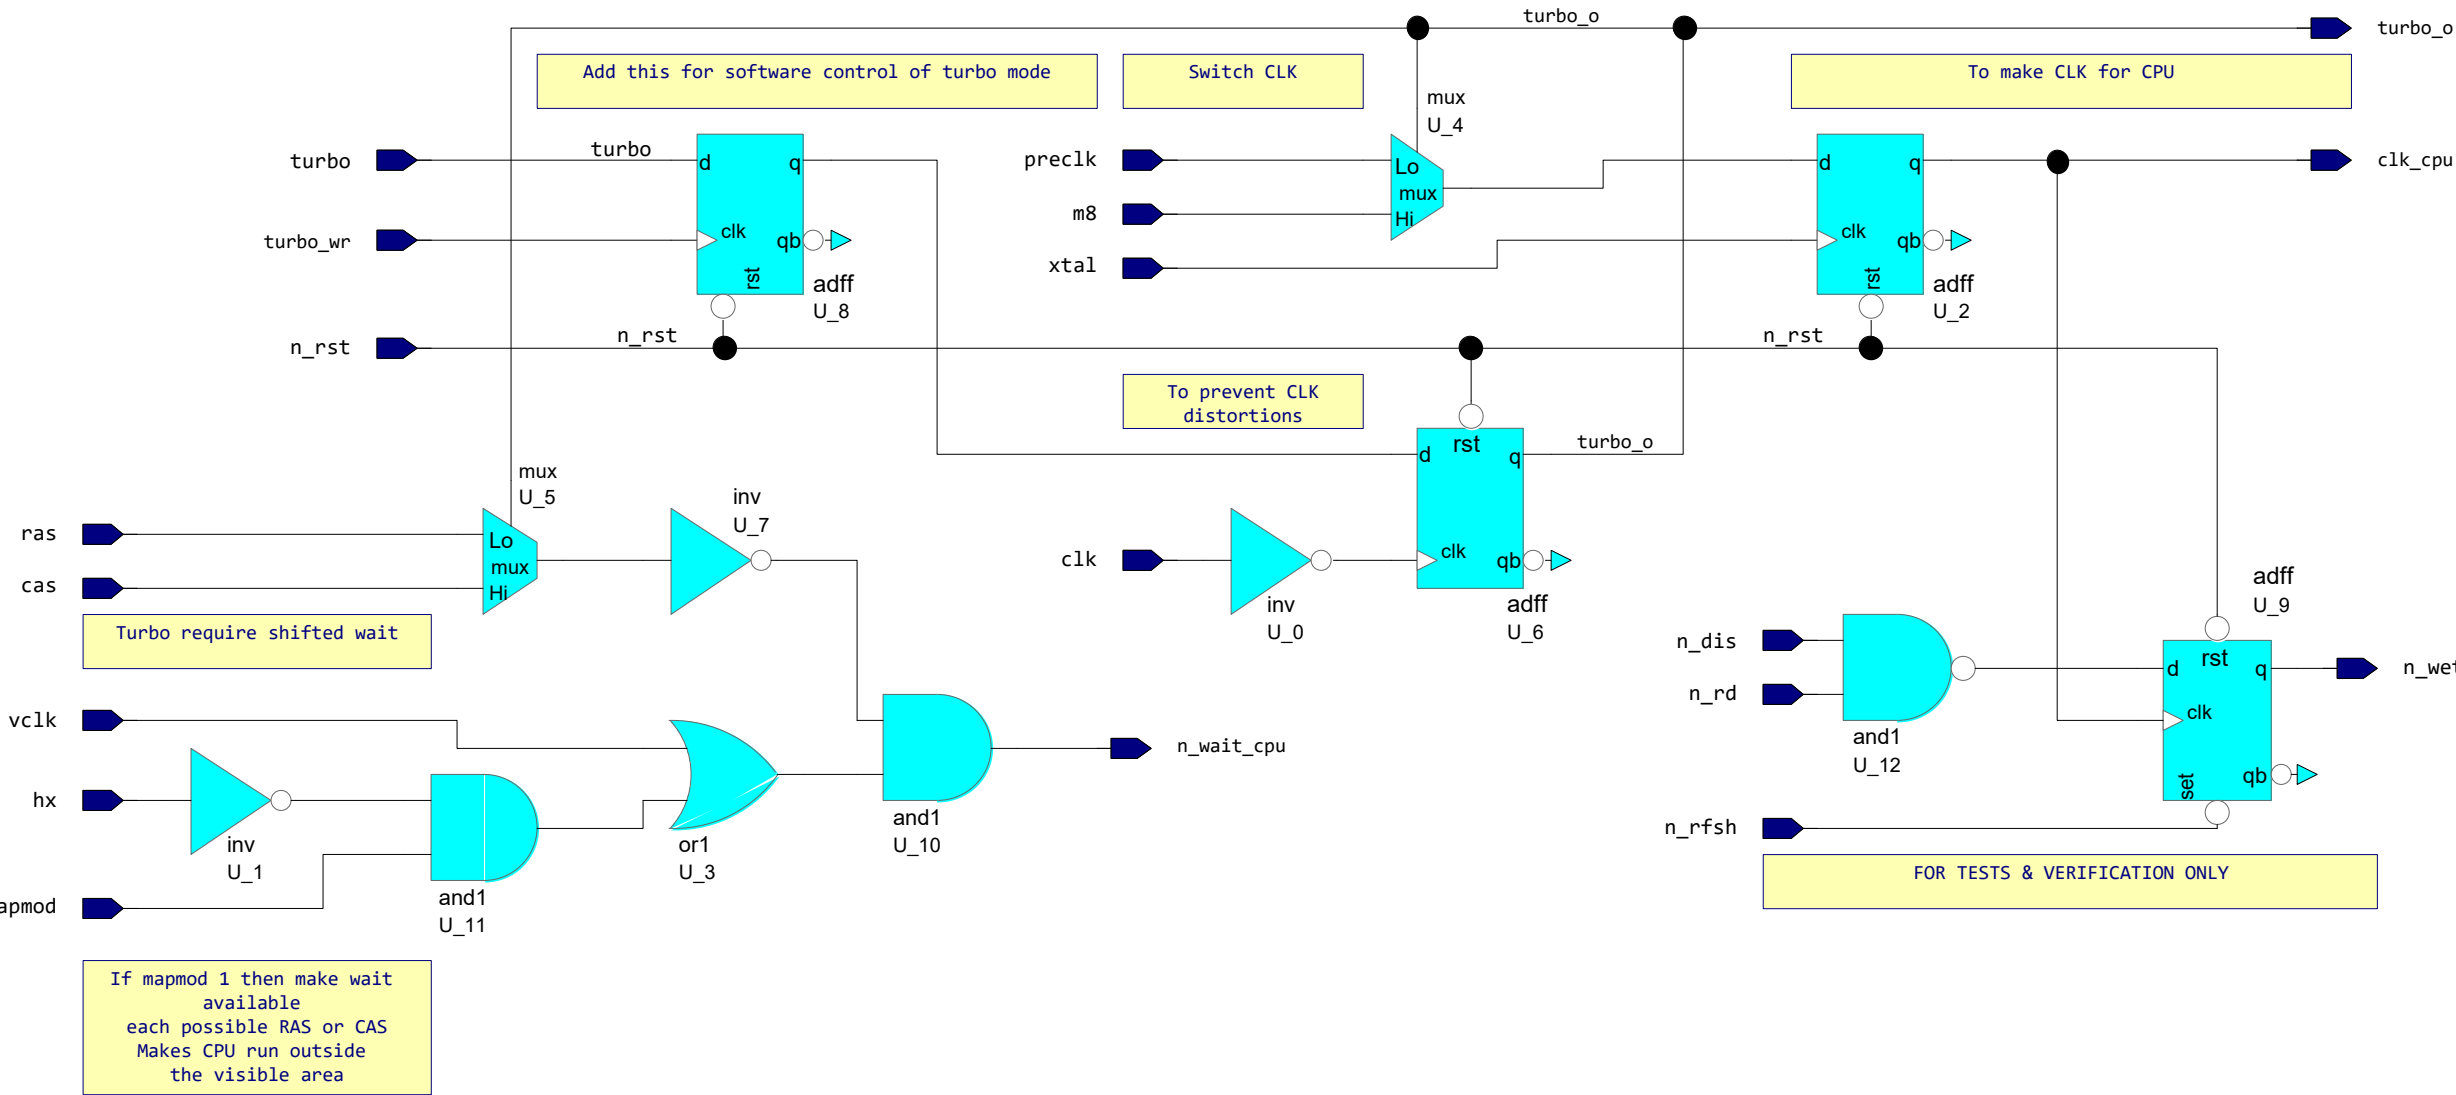 turbo_o
turbo_o
Add this for software control of turbo mode
Switch CLK
To make CLK for CPU
mux
U_4
turbo
turbo
d
q
preclk
Lo
mux
Hi
d
q
clk_cpu
m8
turbo_wr
clk
qb
rst
adff
U_8
xtal
clk
qb
rst
adff
U_2
n_rst
n_rst
n_rst
To prevent CLK
distortions
d
rst
q
turbo_o
mux
U_5
inv
U_7
ras
Lo
mux
Hi
cas
clk
clk
qb
inv
U_0
adff
U_6
adff
U_9
Turbo require shifted wait
n_dis
n_rd
d
rst
q
clk
qb
set
and1
U_12
vclk
n_wait_cpu
hx
inv
U_1
or1
U_3
and1
U_10
n_rfsh
and1
U_11
apmod
FOR TESTS & VERIFICATION ONLY
If mapmod 1 then make wait
available
each possible RAS or CAS
Makes CPU run outside
the visible area